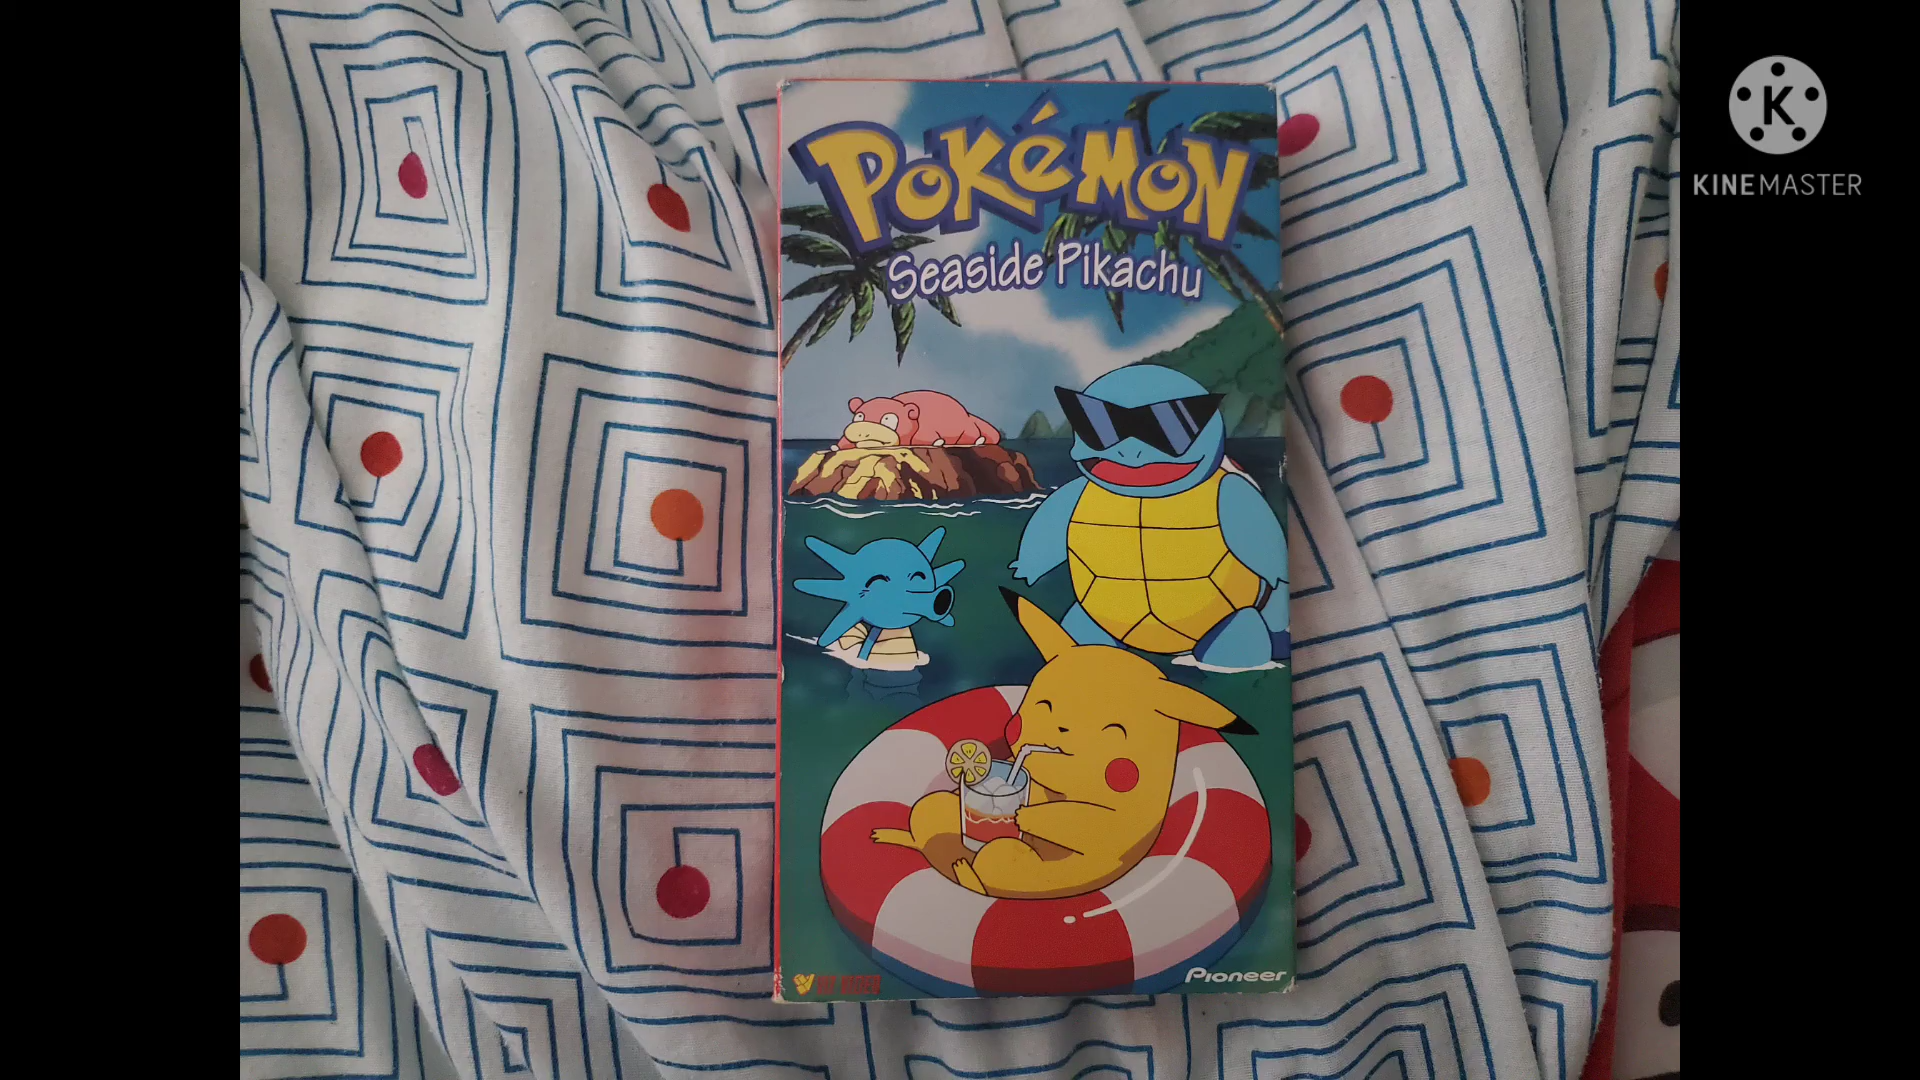 K
KINEMASTER
POKéMON
Seaside Pikachu
Pioneer